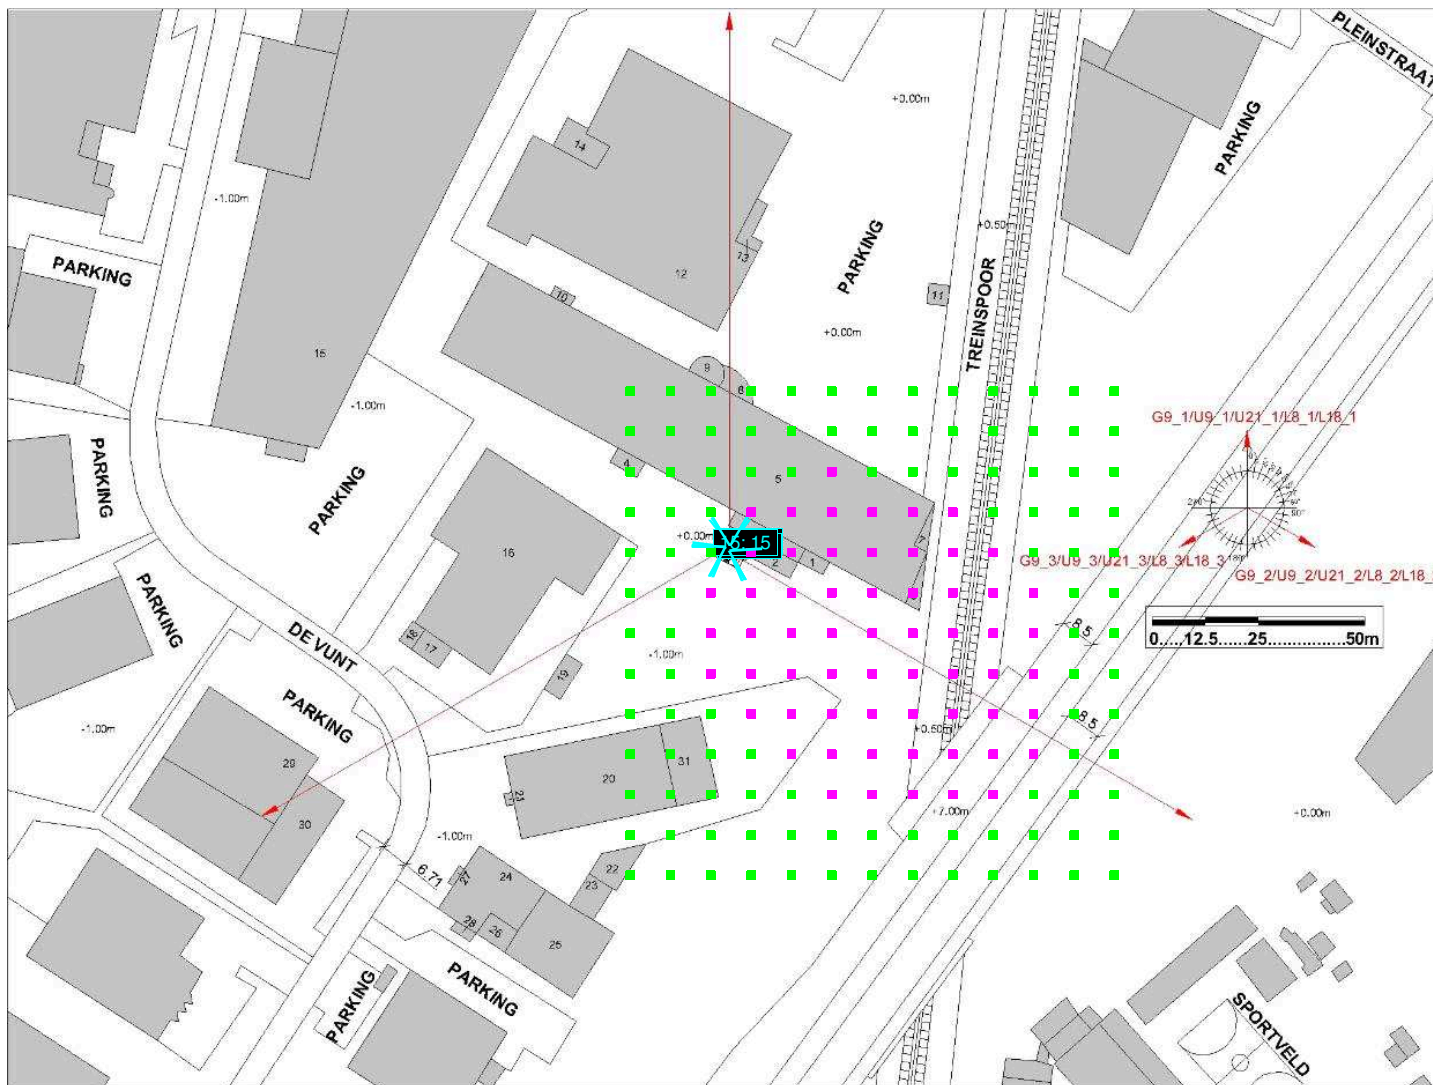 PLEINSTRAAT
+0.00m
PARKING
14
-1.00m
PARKING
+0.50m
13
12
PARKING
TREINSPOOR
11
10
+0.00m
15
9
8
-1.00m
G9_1/U9_1/U21_1/L8_1/L18_1
PARKING
PARKING
4
5
270°
90°
180°
+0.00m
16
2
1
7
G9_3/U9_3/U21_3/L8_3/L18_3
G9_2/U9_2/U21_2/L8_2/L18_
PARKING
DE VUNT
18
17
-1.00m
8.5
0.....12.5......25............50m
19
PARKING
-1.00m
+0.50m
8.5
29
20
31
21
30
-1.00m
+7.00m
+0.00m
6.71
27
24
22
23
28
26
25
PARKING
PARKING
SPORTVELD